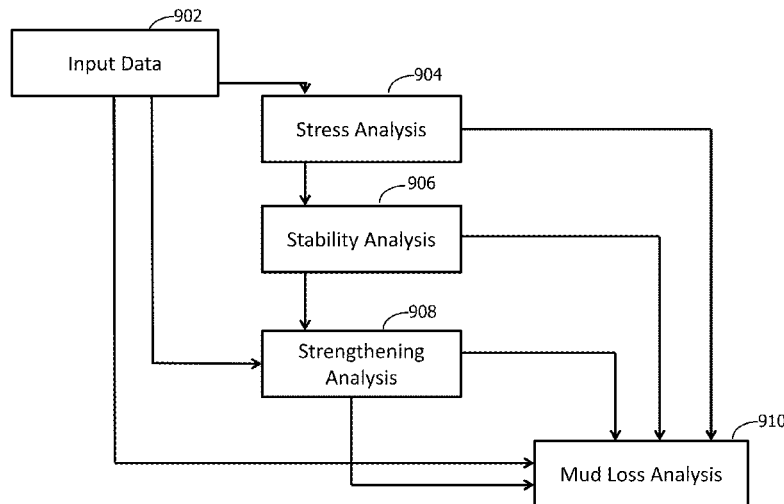 902
Input Data
904
Stress Analysis
906
Stability Analysis
908
Strengthening
Analysis
910
Mud Loss Analysis